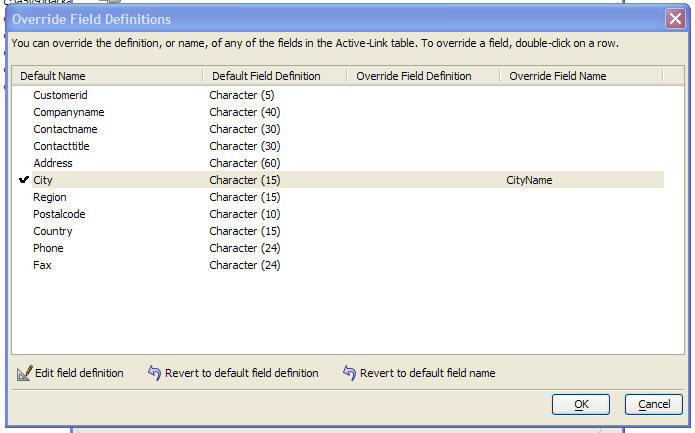 Override Field Definitions
You can override the definition, or name, of any of the fields in the Active-Link table. To override a field, double-click on a row.
Default Name Default Field Definition Override Field Definition Override Field Name
Customerid Character (5)
Companyname Character (40)
Contactname Character (30)
Contacttitle Character (30)
Address Character (60)
City Character (15) CityName
Region Character (15)
Postalcode Character (10)
Country Character (15)
Phone Character (24)
Fax Character (24)
Edit field definition Revert to default field definition Revert to default field name
OK Cancel